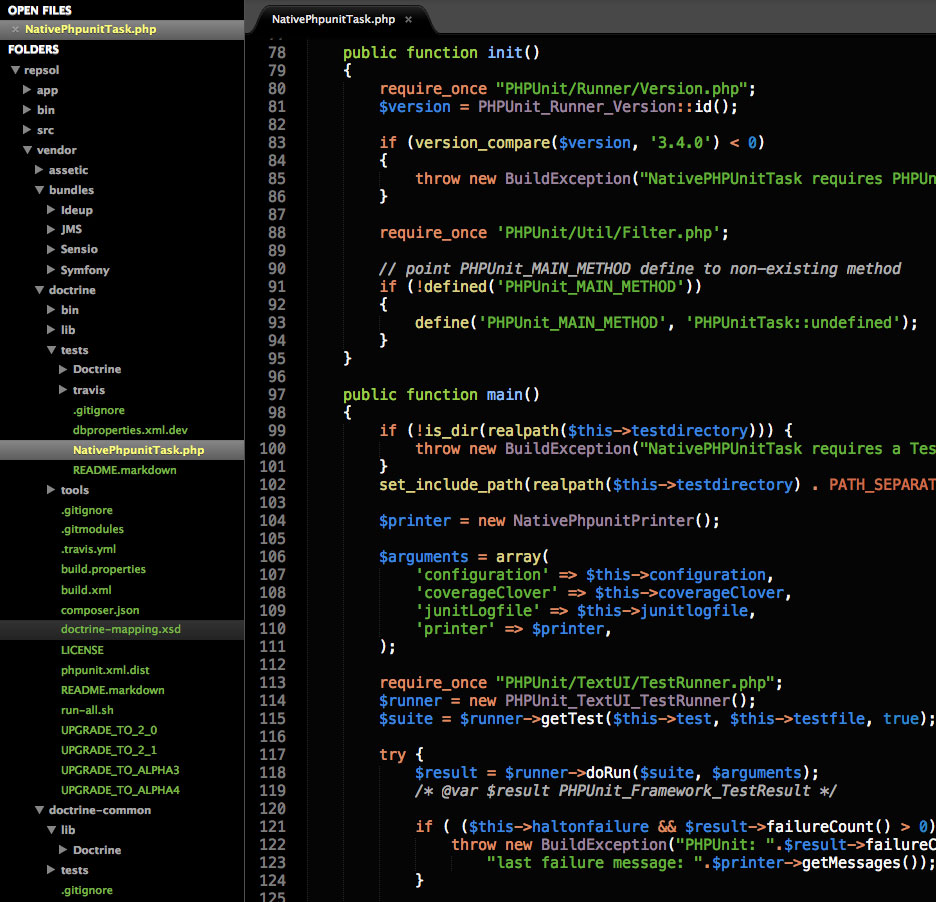 OPEN FILES
× NativePhpunitTask.php
FOLDERS
repsol
app
bin
src
vendor
assetic
bundles
Ideup
JMS
Sensio
Symfony
doctrine
bin
lib
tests
Doctrine
travis
.gitignore
dbproperties.xml.dev
NativePhpunitTask.php
README.markdown
tools
.gitignore
.gitmodules
.travis.yml
build.properties
build.xml
composer.json
doctrine-mapping.xsd
LICENSE
phpunit.xml.dist
README.markdown
run-all.sh
UPGRADE_TO_2_0
UPGRADE_TO_2_1
UPGRADE_TO_ALPHA3
UPGRADE_TO_ALPHA4
doctrine-common
lib
Doctrine
tests
.gitignore
NativePhpunitTask.php ×
78 public function init()
79 {
80 require_once "PHPUnit/Runner/Version.php";
81 $version = PHPUnit_Runner_Version::id();
82
83 if (version_compare($version, '3.4.0') < 0)
84 {
85 throw new BuildException("NativePHPUnitTask requires PHPUn
86 }
87
88 require_once 'PHPUnit/Util/Filter.php';
89
90 // point PHPUnit_MAIN_METHOD define to non-existing method
91 if (!defined('PHPUnit_MAIN_METHOD'))
92 {
93 define('PHPUnit_MAIN_METHOD', 'PHPUnitTask::undefined');
94 }
95 }
96
97 public function main()
98 {
99 if (!is_dir(realpath($this->testdirectory))) {
100 throw new BuildException("NativePHPUnitTask requires a Tes
101 }
102 set_include_path(realpath($this->testdirectory) . PATH_SEPARAT
103
104 $printer = new NativePhpunitPrinter();
105
106 $arguments = array(
107 'configuration' => $this->configuration,
108 'coverageClover' => $this->coverageClover,
109 'junitLogfile' => $this->junitlogfile,
110 'printer' => $printer,
111 );
112
113 require_once "PHPUnit/TextUI/TestRunner.php";
114 $runner = new PHPUnit_TextUI_TestRunner();
115 $suite = $runner->getTest($this->test, $this->testfile, true);
116
117 try {
118 $result = $runner->doRun($suite, $arguments);
119 /* @var $result PHPUnit_Framework_TestResult */
120
121 if ( ($this->haltonfailure && $result->failureCount() > 0)
122 throw new BuildException("PHPUnit: ".$result->failureC
123 "last failure message: ".$printer->getMessages());
124 }
125